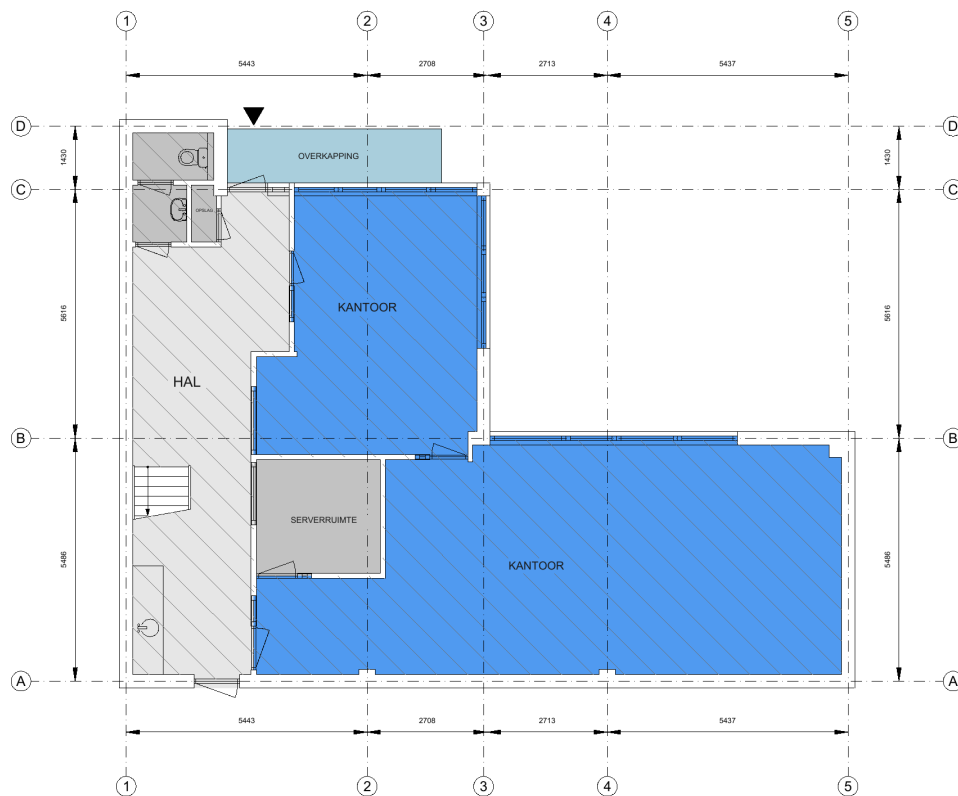 1 2 3 4 5
5443 2708 2713 5437
D D
1430 OVERKAPPING 1430
C C
OPSLAG
5616 KANTOOR 5616
HAL
B B
SERVERRUIMTE
5486 KANTOOR 5486
A A
5443 2708 2713 5437
1 2 3 4 5